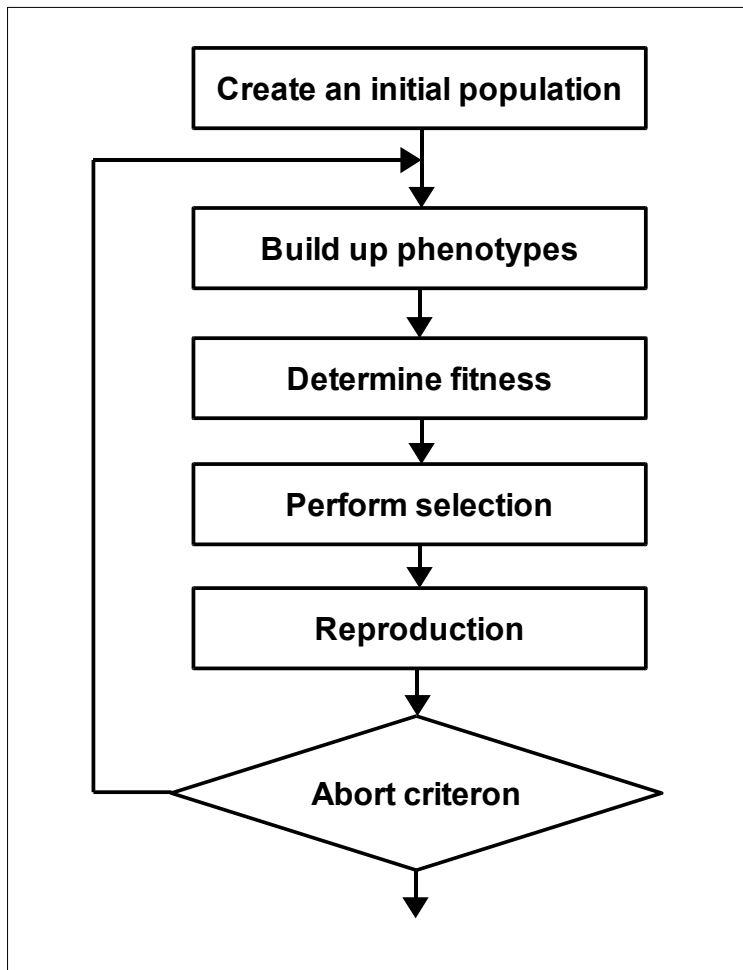 Create an initial population
Build up phenotypes
Determine fitness
Perform selection
Reproduction
Abort criteron